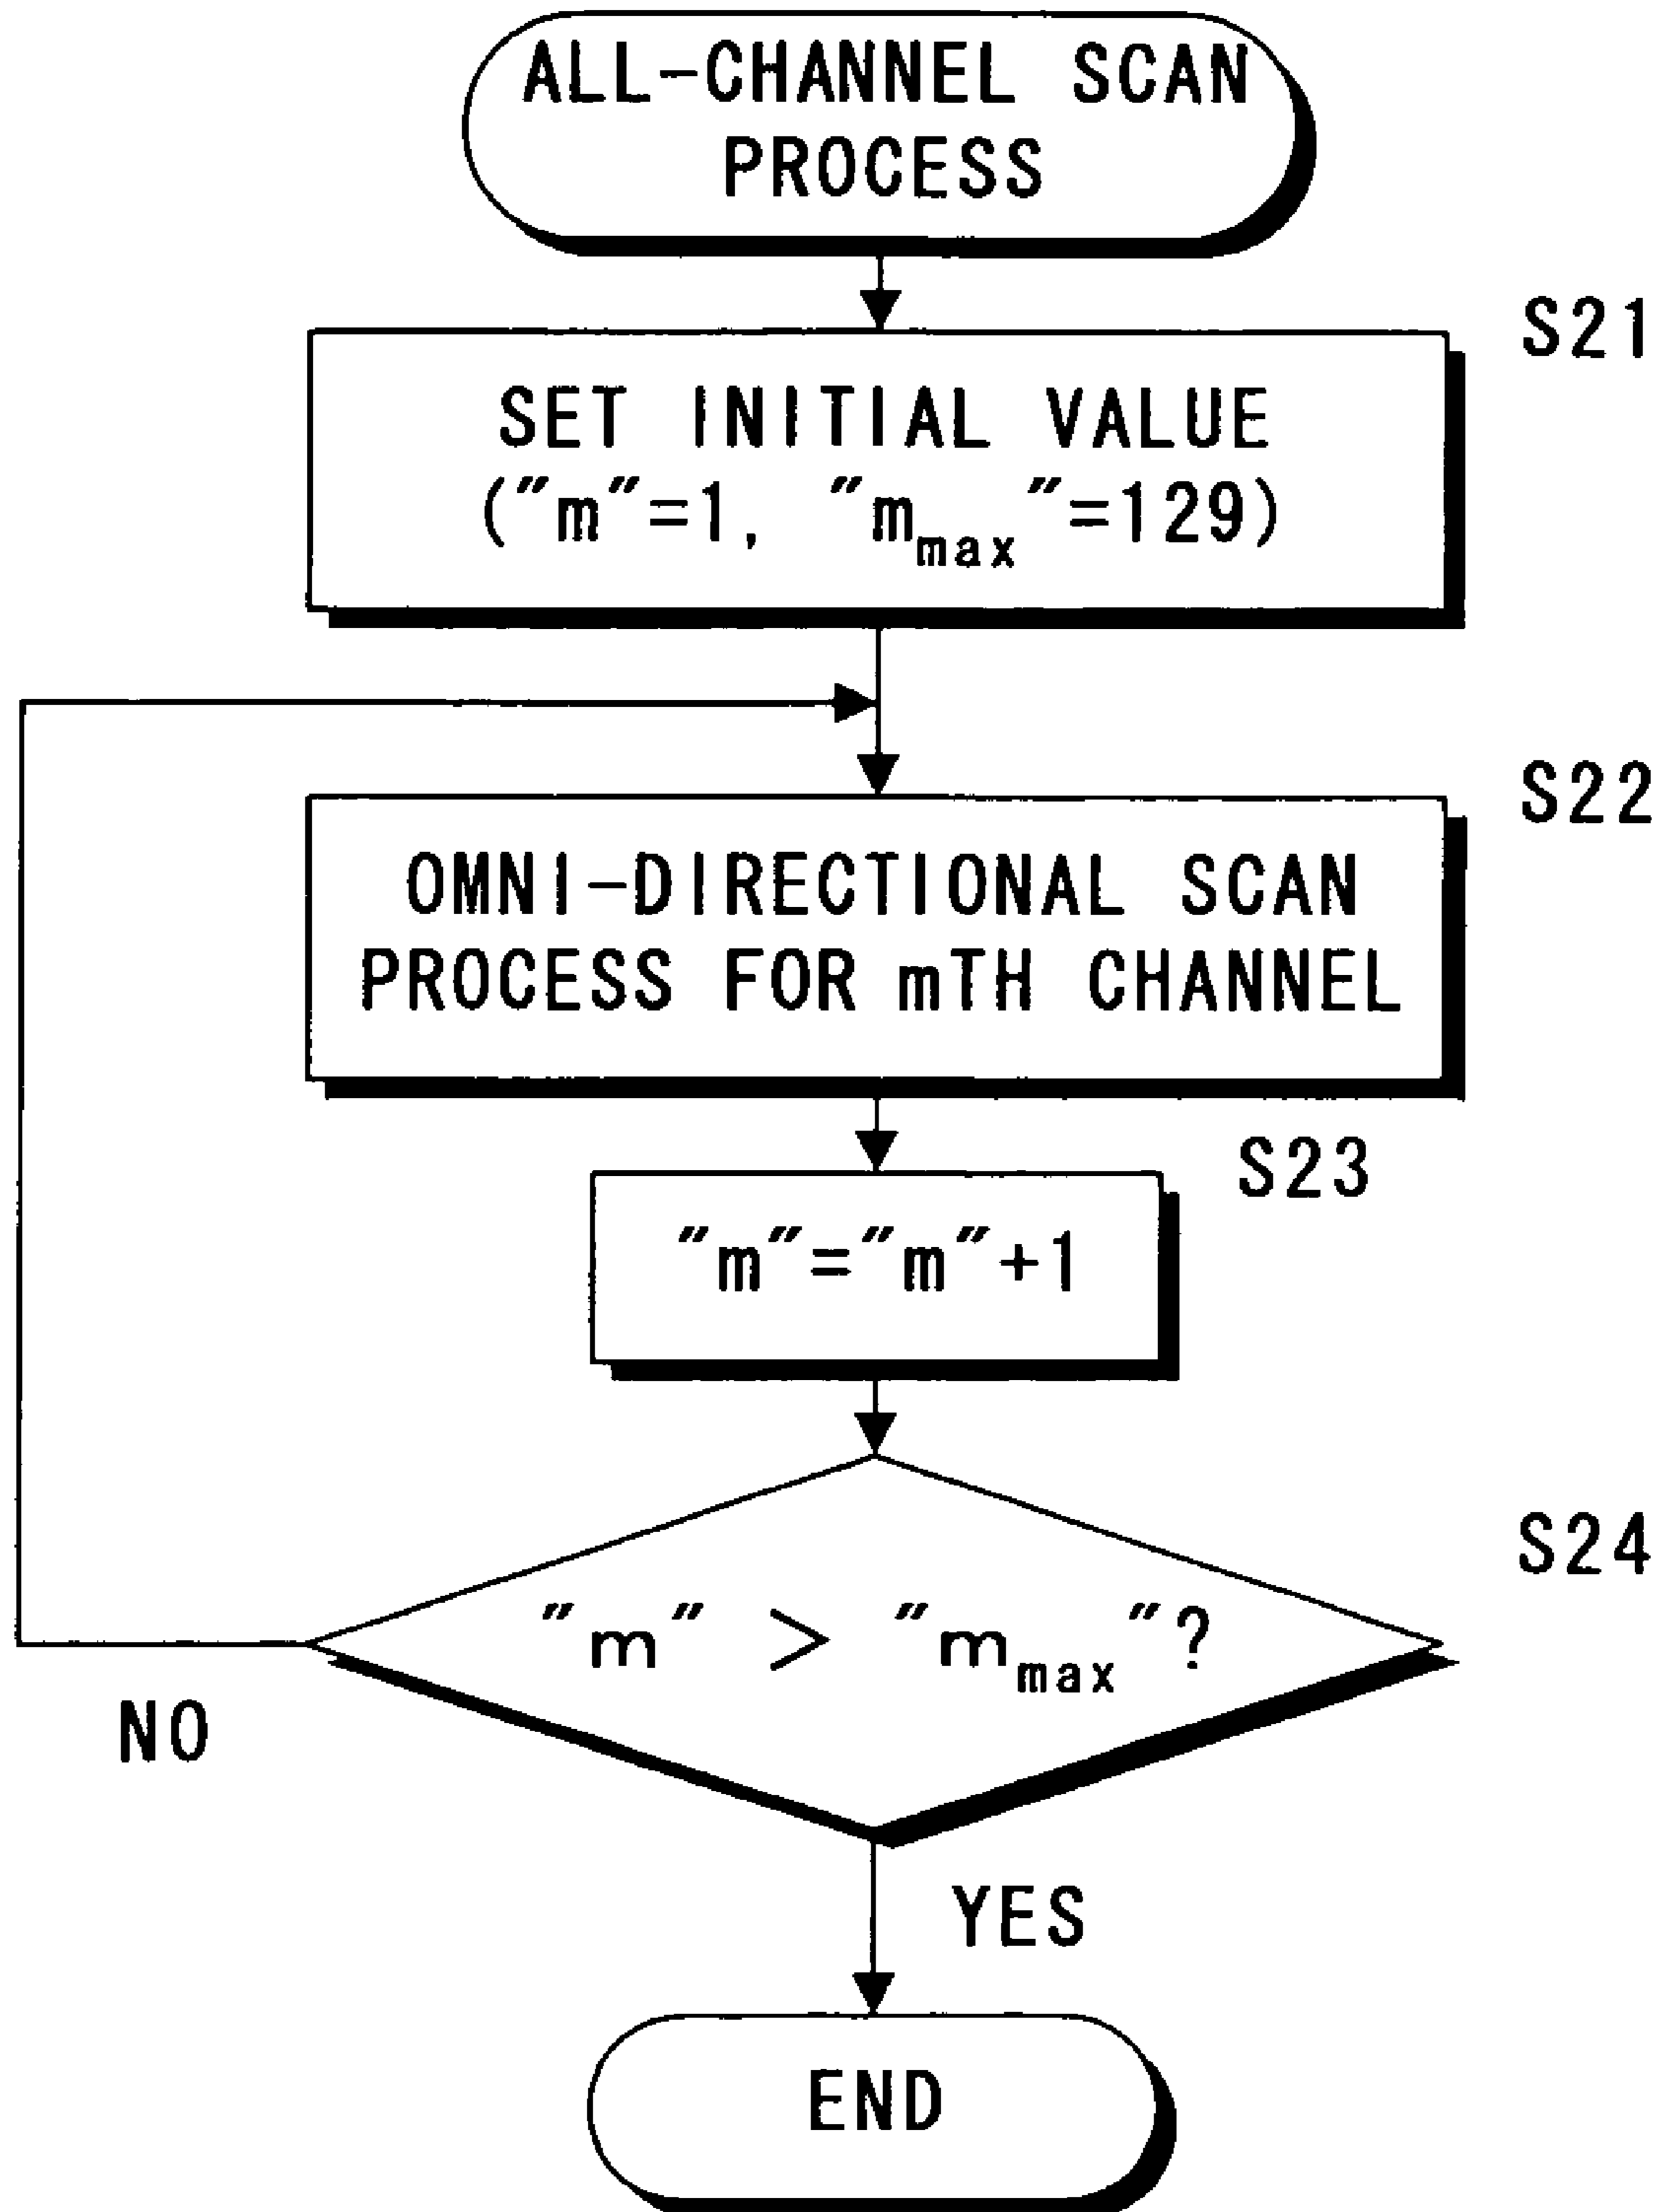 ALL-CHANNEL SCAN
PROCESS
S21
SET INITIAL VALUE
("m"=1, "mmax"=129)
S22
OMNI-DIRECTIONAL SCAN
PROCESS FOR mTH CHANNEL
S23
"m"="m"+1
S24
"m" > "mmax"?
NO
YES
END